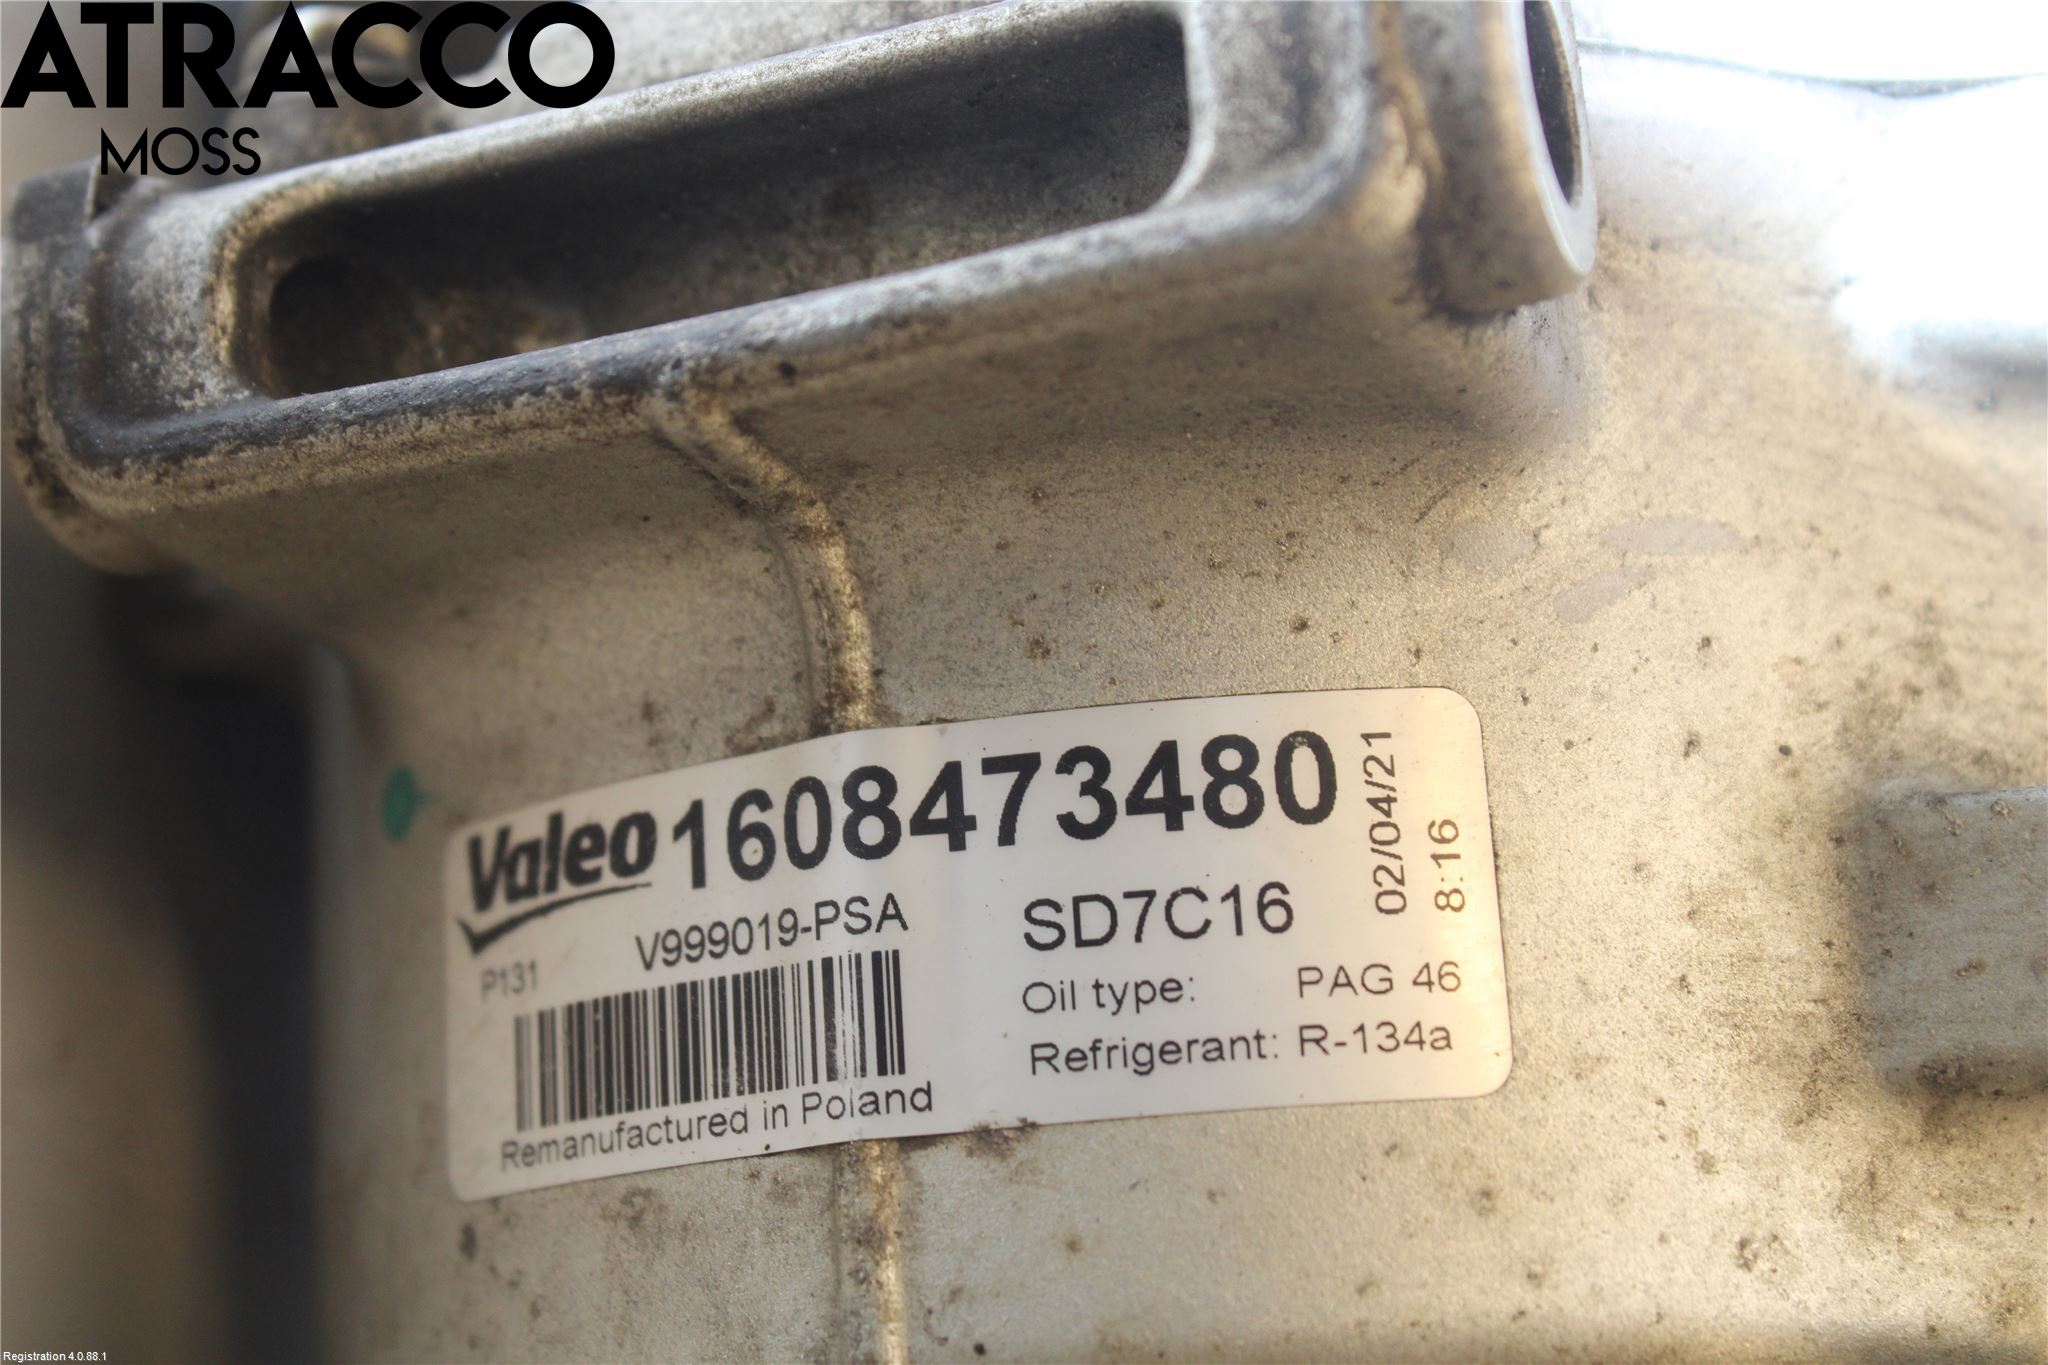 ATRACCO
MOSS
Valeo 1608473480
02/04/21
8:16
V999019-PSA
SD7C16
P131
Oil type: PAG 46
Refrigerant: R-134a
Remanufactured in Poland
Registration 4.0.88.1